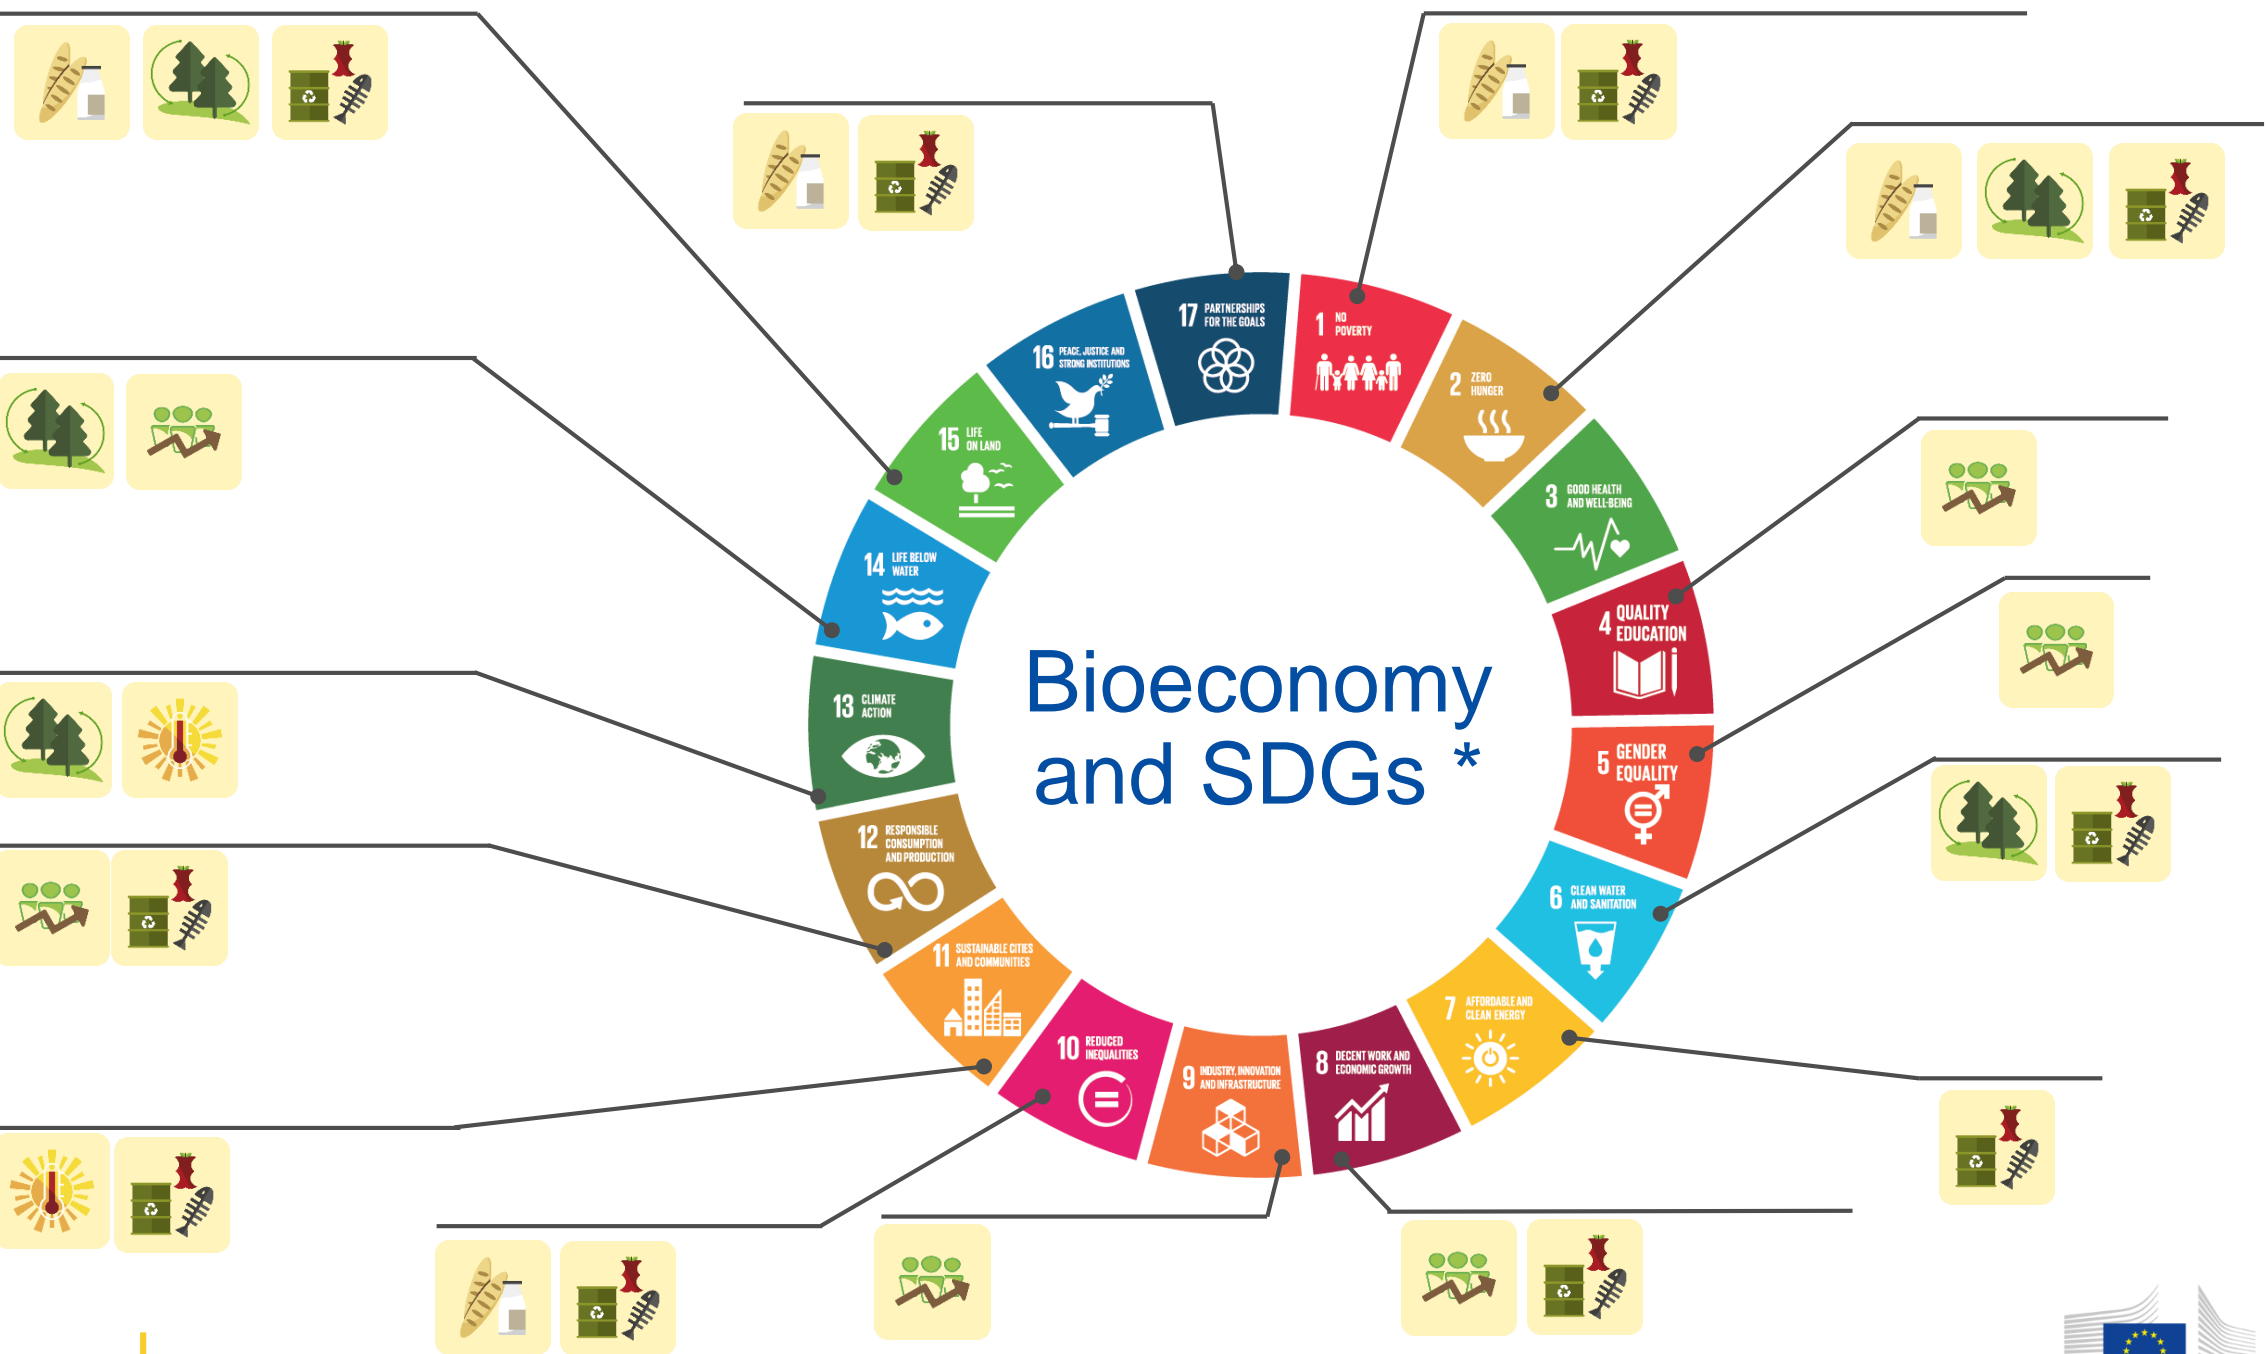 Bioeconomy
and SDGs *
1 NO
POVERTY
2 ZERO
HUNGER
3 GOOD HEALTH
AND WELL-BEING
4 QUALITY
EDUCATION
5 GENDER
EQUALITY
6 CLEAN WATER
AND SANITATION
7 AFFORDABLE AND
CLEAN ENERGY
8 DECENT WORK AND
ECONOMIC GROWTH
9 INDUSTRY, INNOVATION
AND INFRASTRUCTURE
10 REDUCED
INEQUALITIES
11 SUSTAINABLE CITIES
AND COMMUNITIES
12 RESPONSIBLE
CONSUMPTION
AND PRODUCTION
13 CLIMATE
ACTION
14 LIFE BELOW
WATER
15 LIFE
ON LAND
16 PEACE, JUSTICE AND
STRONG INSTITUTIONS
17 PARTNERSHIPS
FOR THE GOALS